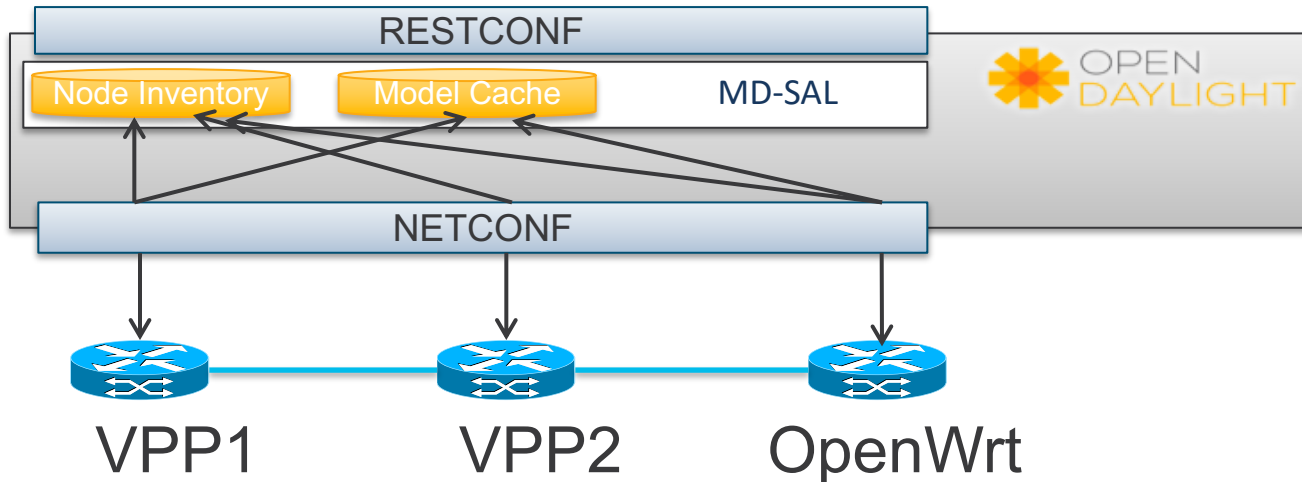 RESTCONF
Node Inventory
Model Cache
MD-SAL
OPEN
DAYLIGHT
NETCONF
VPP1
VPP2
OpenWrt